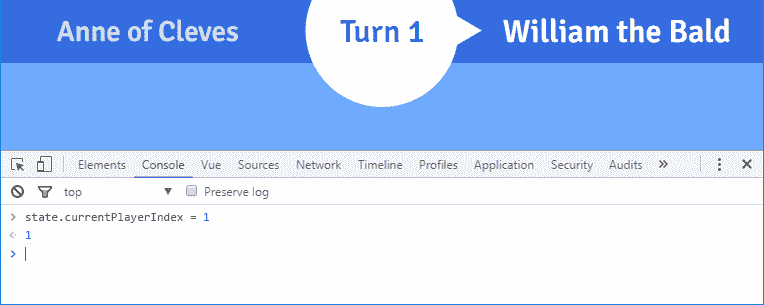 Anne of Cleves Turn 1 William the Bald
Elements Console Vue Sources Network Timeline Profiles Application Security Audits »
top Preserve log
> state.currentPlayerIndex = 1
1
>